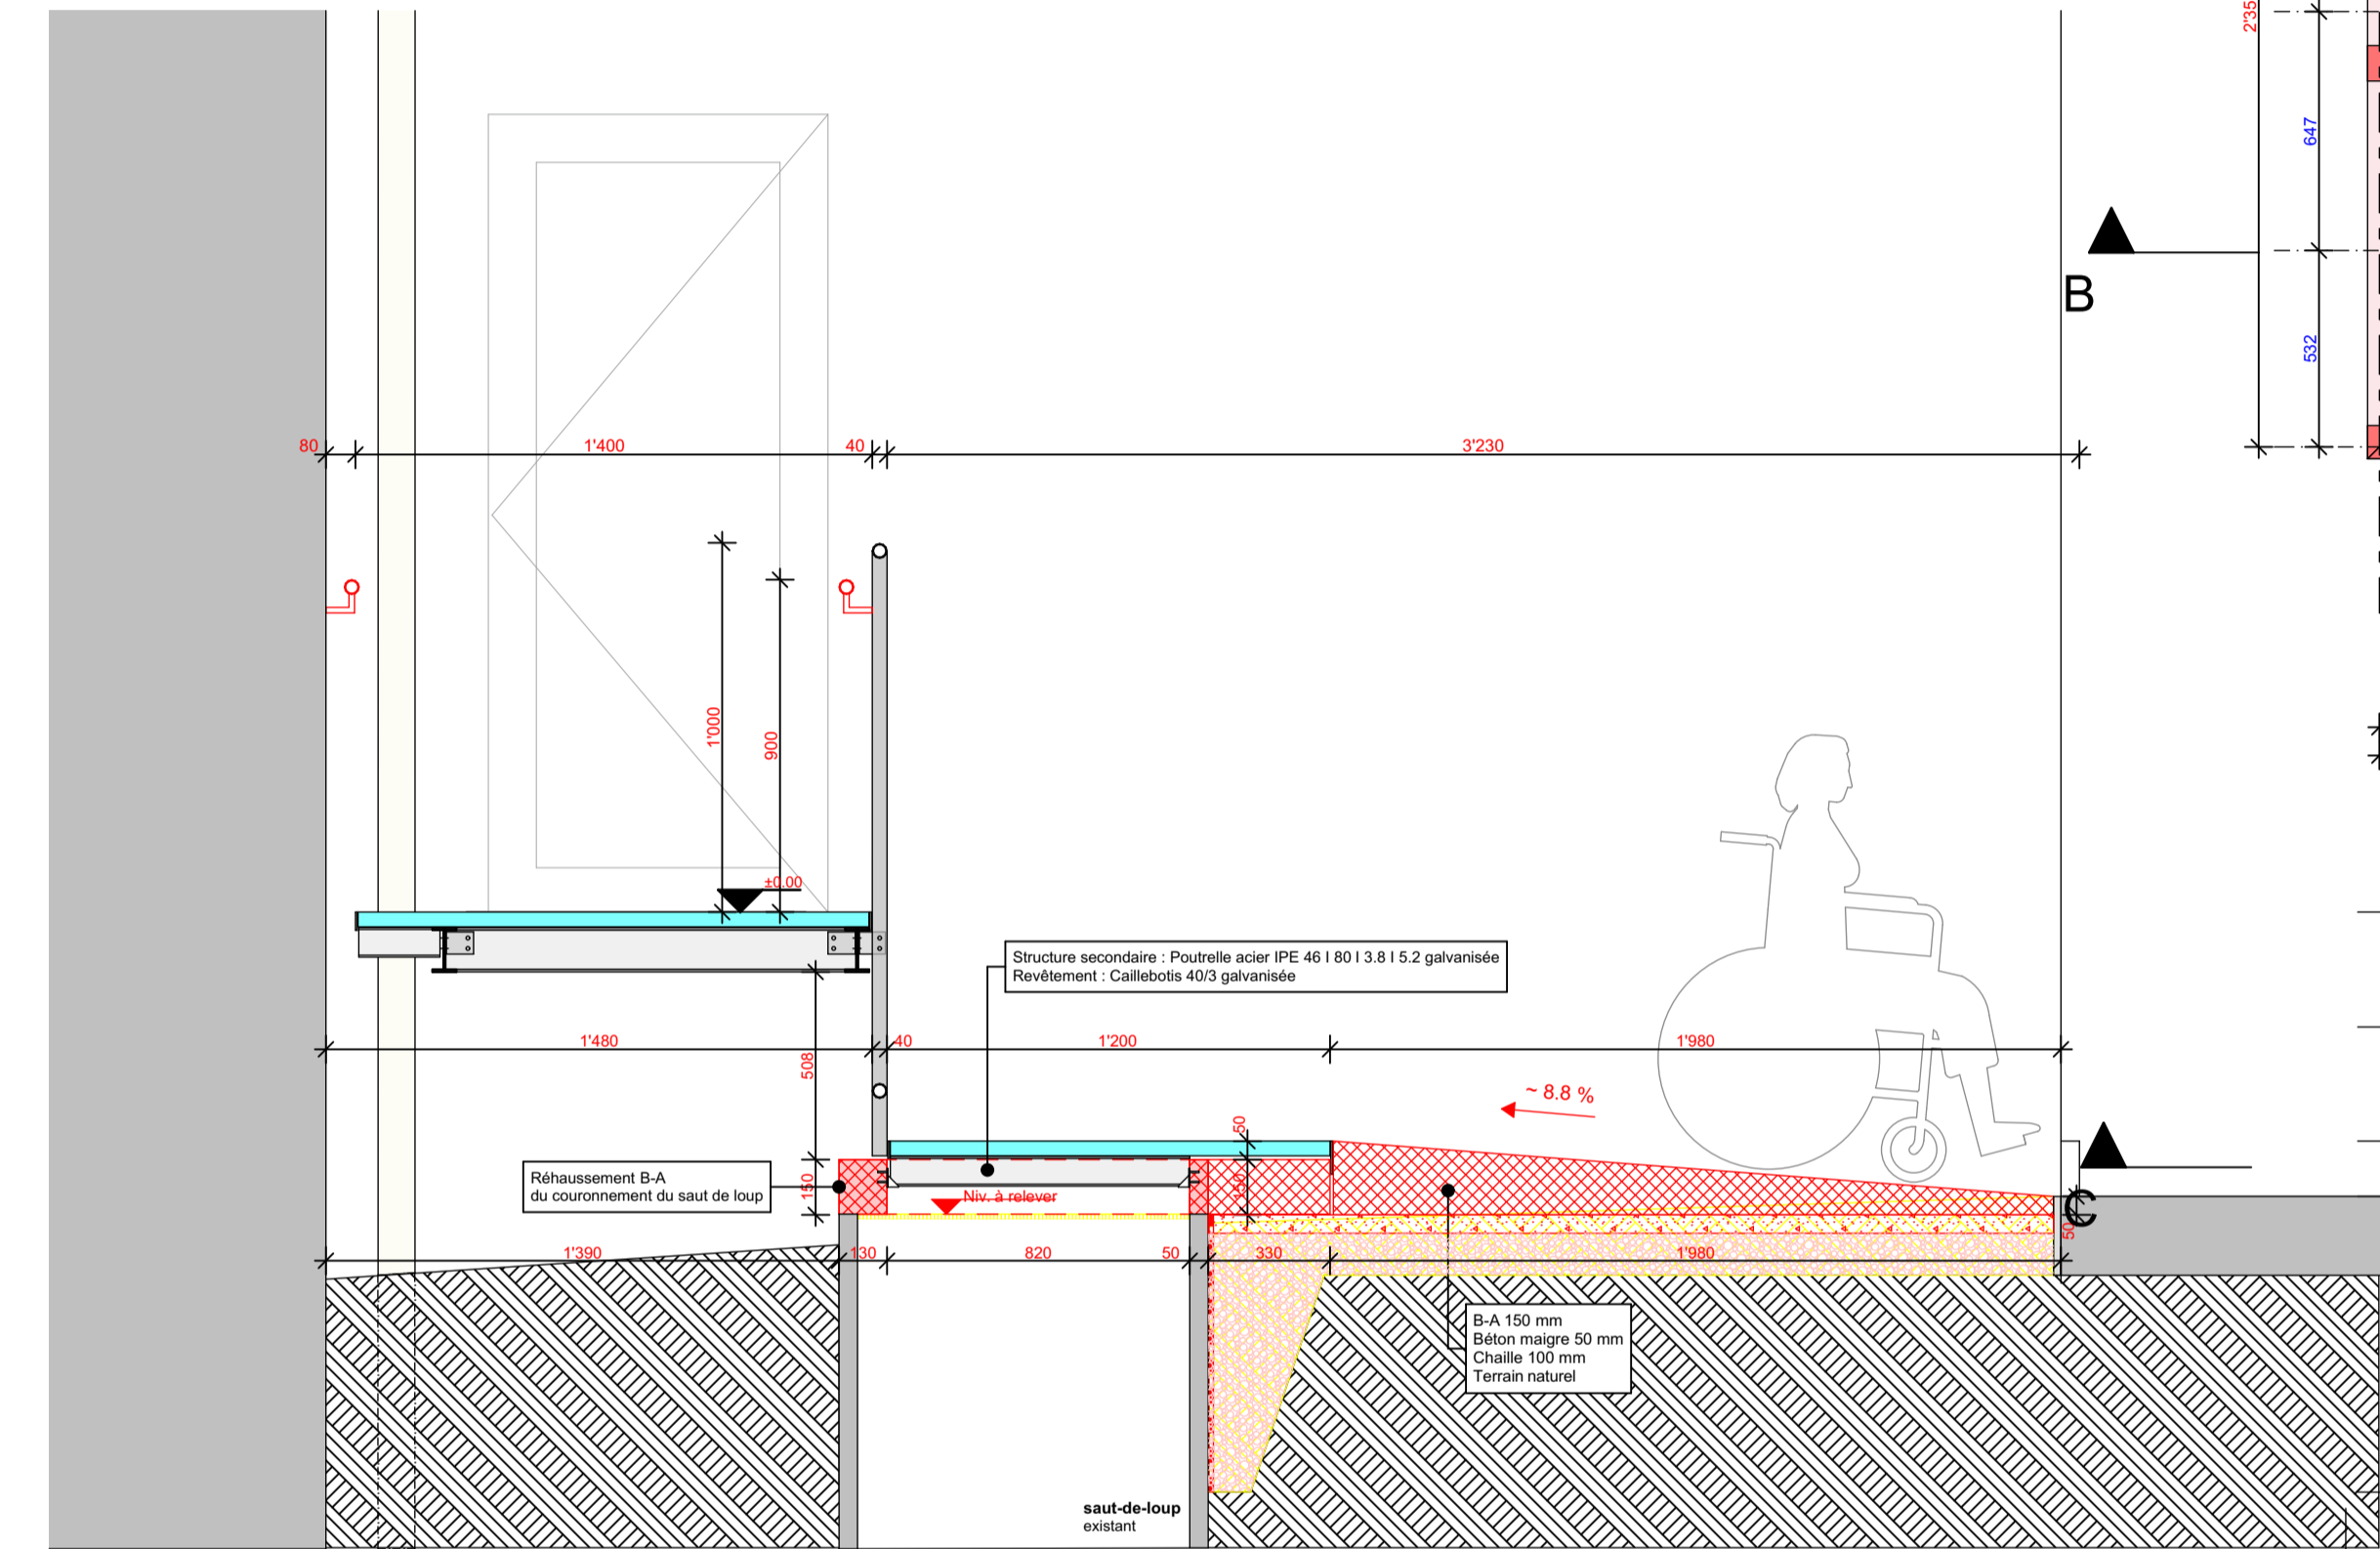 2'35
647
B
532
80
1'400
40
3'230
1'000
900
±0.00
Structure secondaire : Poutrelle acier IPE 46 I 80 I 3.8 I 5.2 galvanisée
Revêtement : Caillebotis 40/3 galvanisée
1'480
40
1'200
1'980
508
~ 8.8 %
50
Réhaussement B-A
du couronnement du saut de loup
150
Niv. à relever
150
C
50
1'390
130
820
50
330
1'980
B-A 150 mm
Béton maigre 50 mm
Chaille 100 mm
Terrain naturel
saut-de-loup
existant